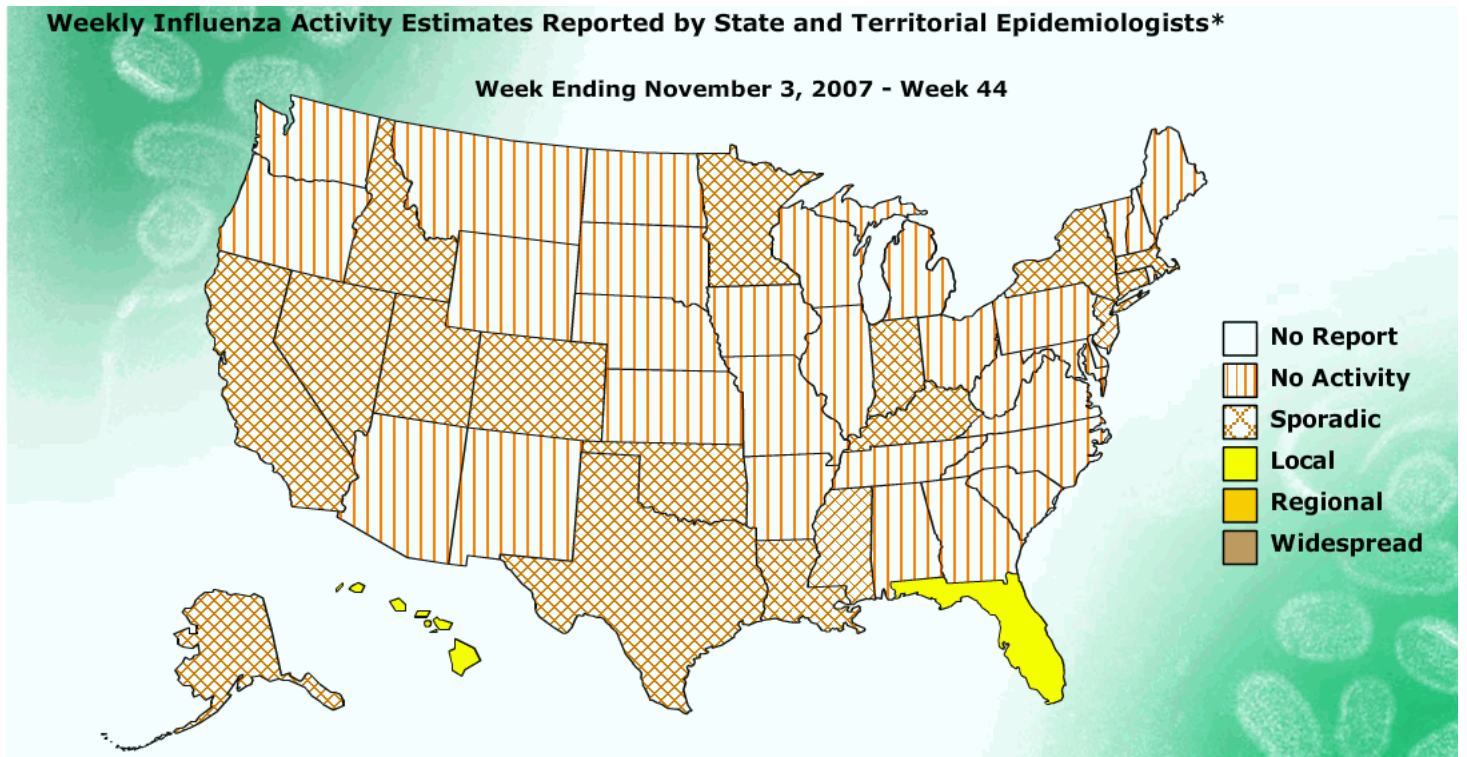 Weekly Influenza Activity Estimates Reported by State and Territorial Epidemiologists*
Week Ending November 3, 2007 - Week 44
No Report
No Activity
Sporadic
Local
Regional
Widespread